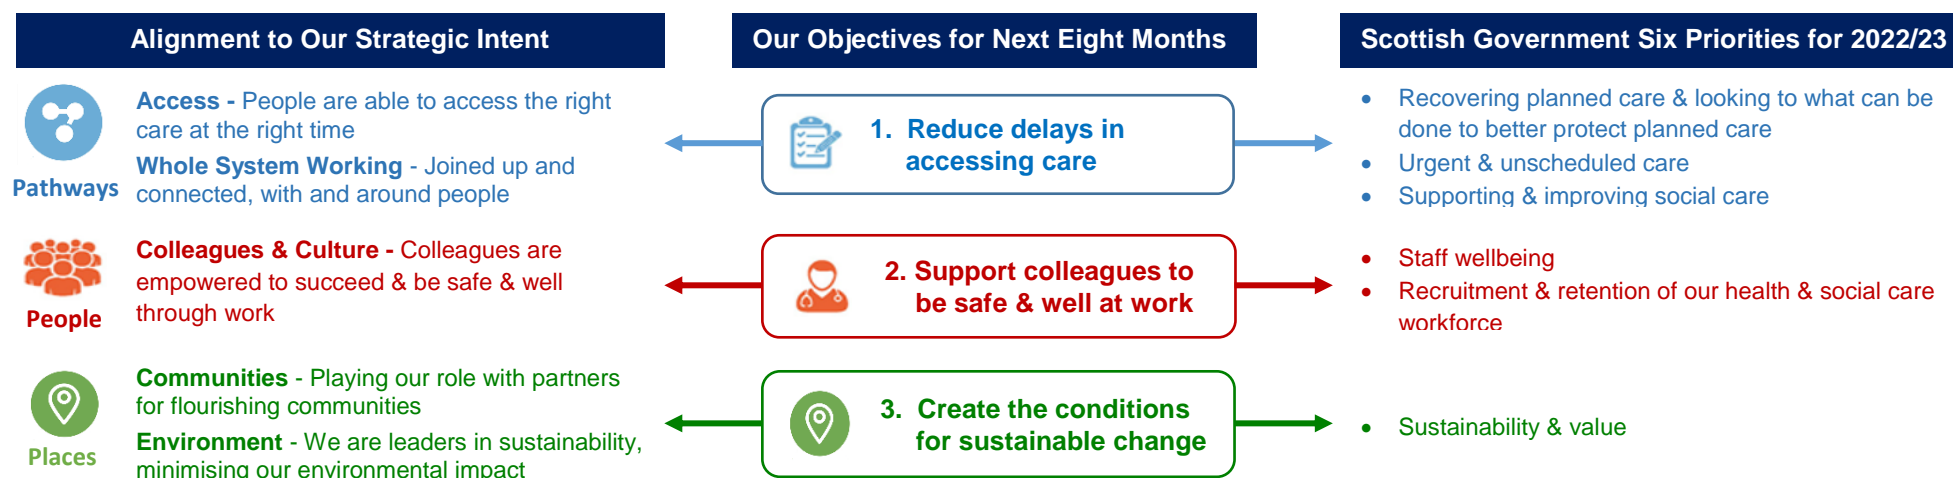 Alignment to Our Strategic Intent
Our Objectives for Next Eight Months
Scottish Government Six Priorities for 2022/23
Pathways
Access - People are able to access the right
care at the right time
Whole System Working - Joined up and
connected, with and around people
1. Reduce delays in
accessing care
• Recovering planned care & looking to what can be
done to better protect planned care
• Urgent & unscheduled care
• Supporting & improving social care
People
Colleagues & Culture - Colleagues are
empowered to succeed & be safe & well
through work
2. Support colleagues to
be safe & well at work
• Staff wellbeing
• Recruitment & retention of our health & social care
workforce
Places
Communities - Playing our role with partners
for flourishing communities
Environment - We are leaders in sustainability,
minimising our environmental impact
3. Create the conditions
for sustainable change
• Sustainability & value